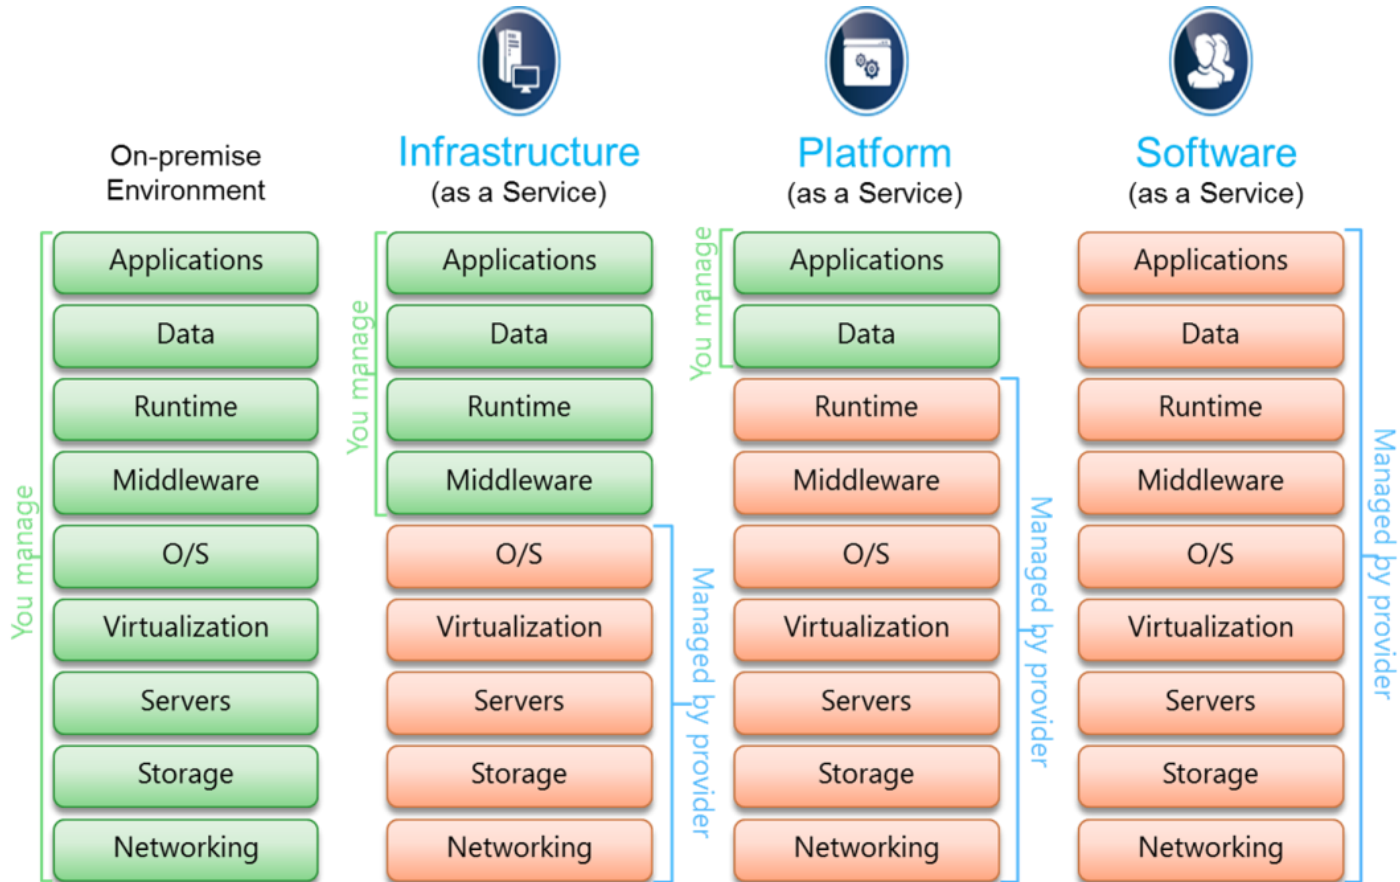 On-premise
Environment
You manage
Applications
Data
Runtime
Middleware
O/S
Virtualization
Servers
Storage
Networking
Infrastructure
(as a Service)
You manage
Applications
Data
Runtime
Middleware
O/S
Virtualization
Servers
Storage
Networking
Managed by provider
Platform
(as a Service)
You manage
Applications
Data
Runtime
Middleware
O/S
Virtualization
Servers
Storage
Networking
Managed by provider
Software
(as a Service)
Applications
Data
Runtime
Middleware
O/S
Virtualization
Servers
Storage
Networking
Managed by provider